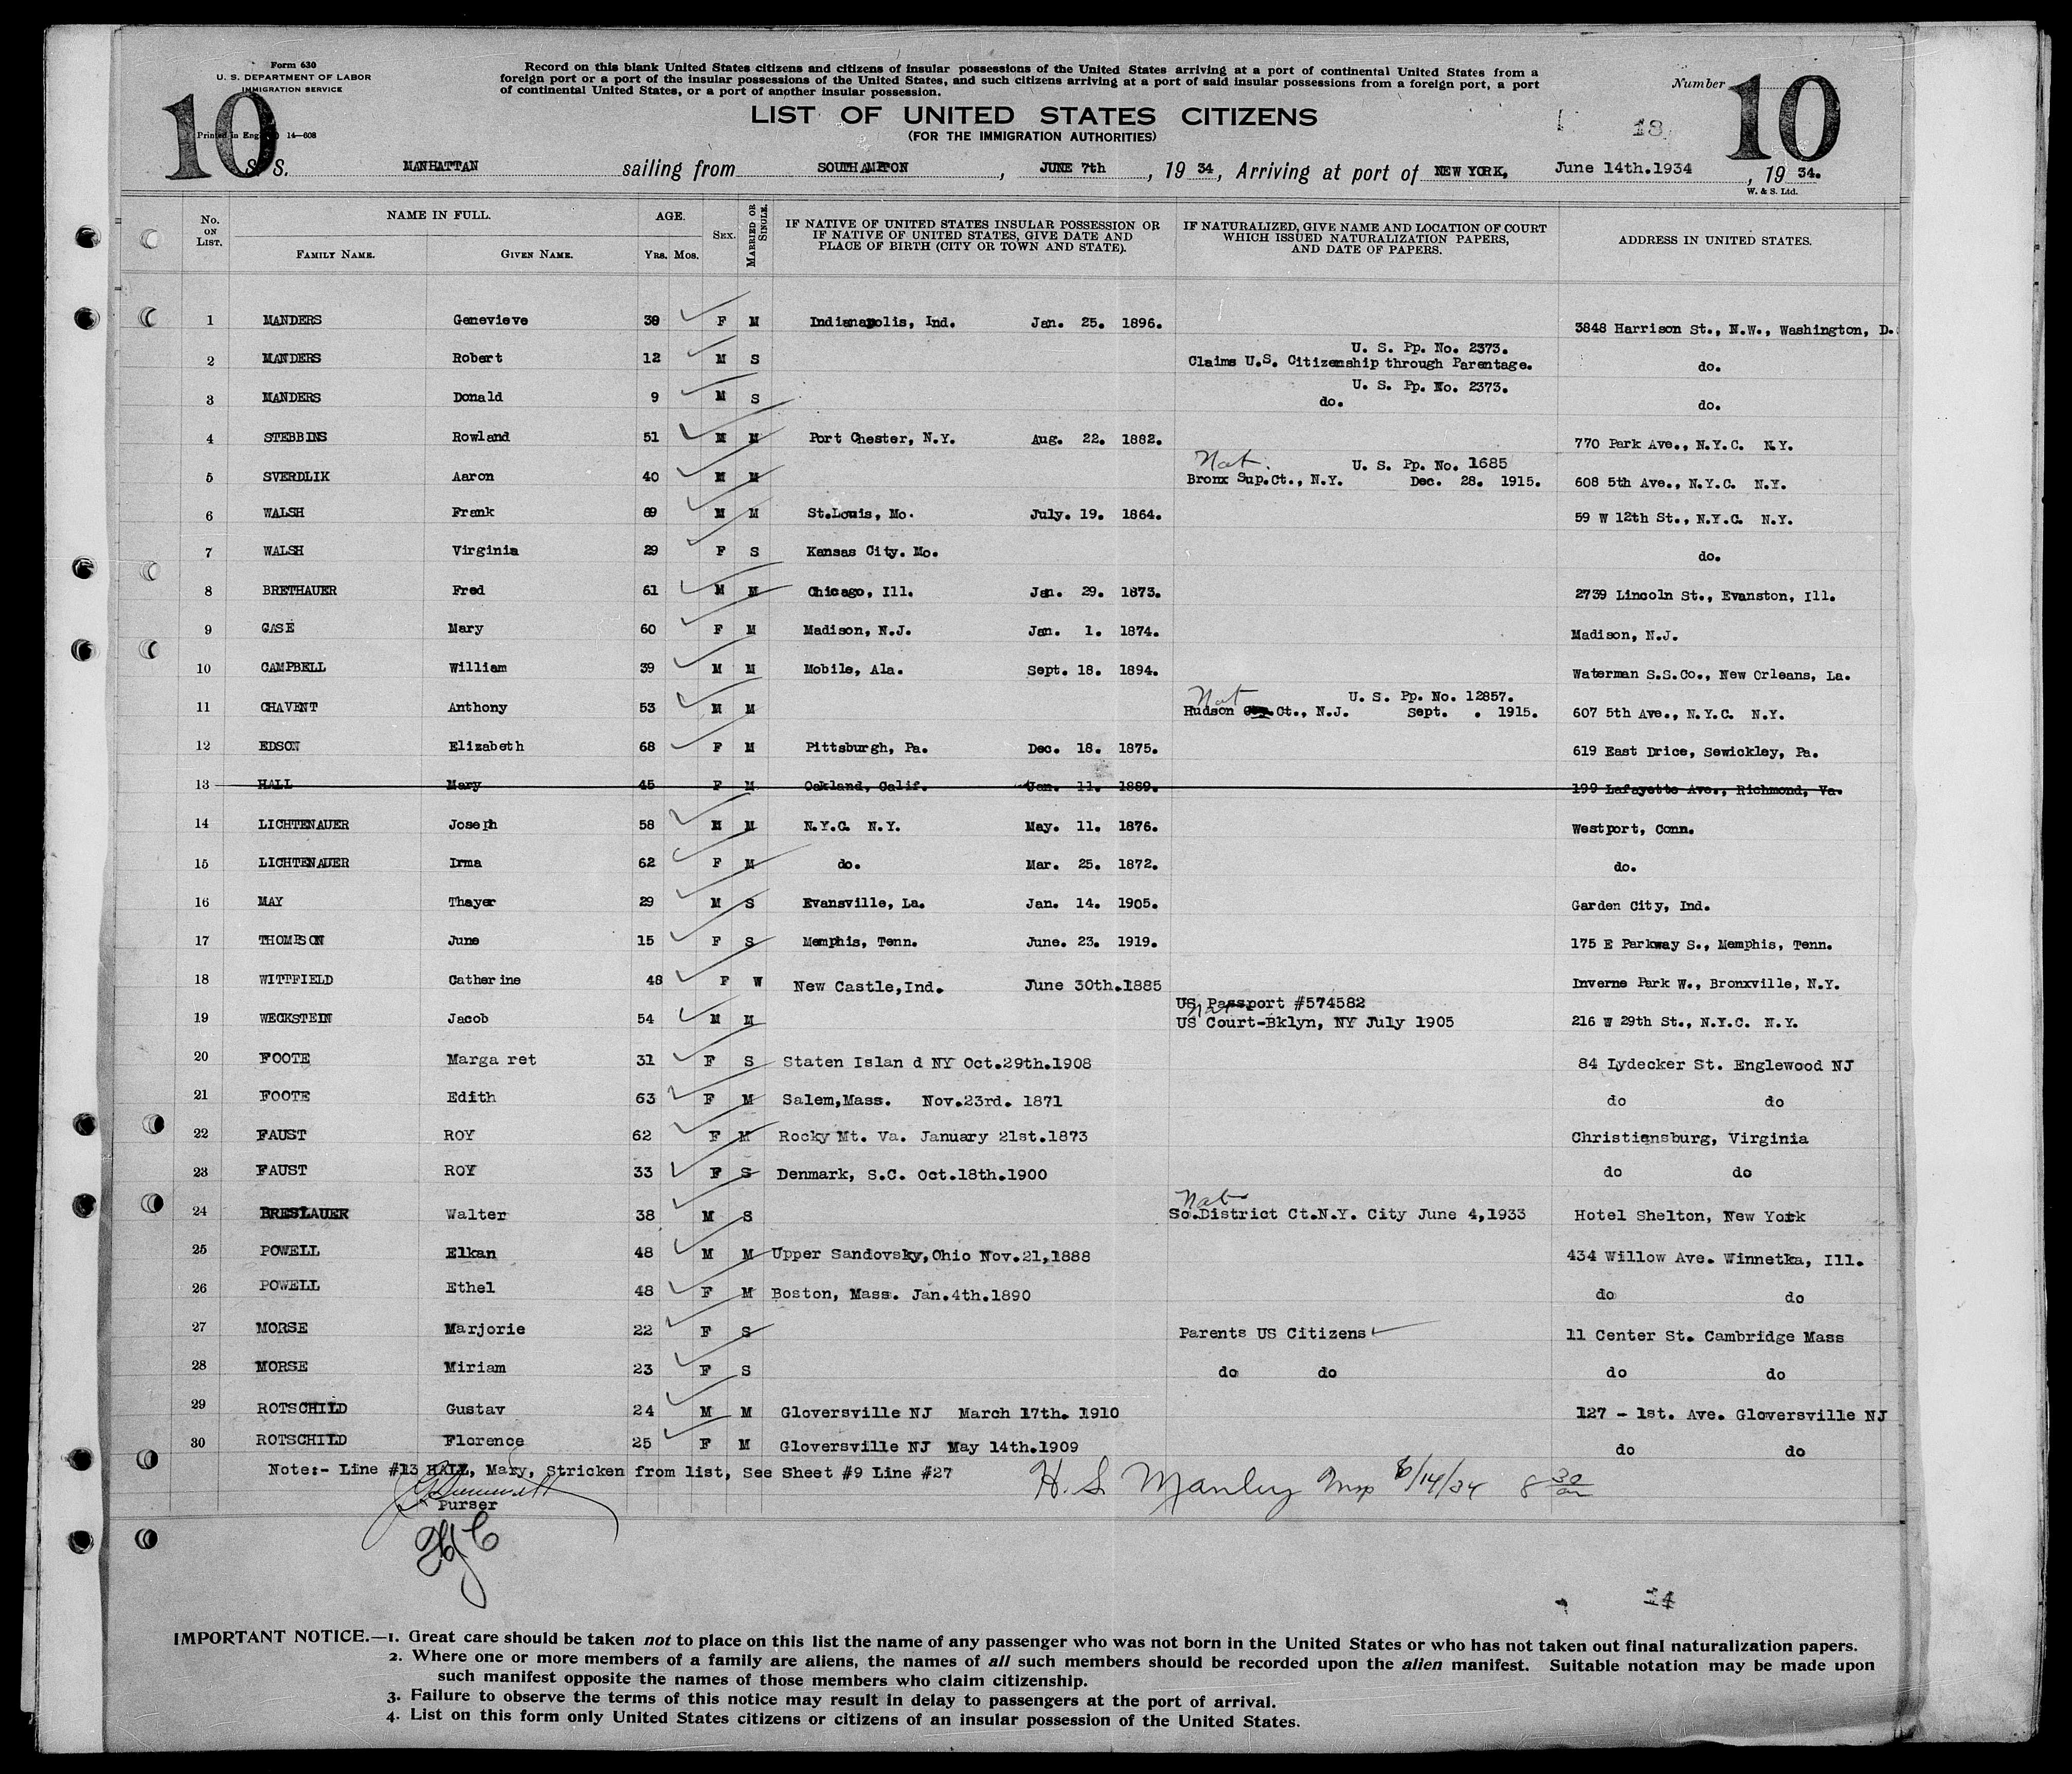 Form 630
U. S. DEPARTMENT OF LABOR
IMMIGRATION SERVICE
Record on this blank United States citizens and citizens of insular possessions of the United States arriving at a port of continental United States from a
foreign port or a port of the insular possessions of the United States, and such citizens arriving at a port of said insular possessions from a foreign port, a port
of continental United States, or a port of another insular possession.
Number
10
10
Printed in England 14—608
LIST OF UNITED STATES CITIZENS
(FOR THE IMMIGRATION AUTHORITIES)
18
S. S. MANHATTAN sailing from SOUTHAMPTON, JUNE 7th, 19 34, Arriving at port of NEW YORK, June 14th.1934, 19 34.
W. & S. Ltd.
No. ON LIST. NAME IN FULL. FAMILY NAME. GIVEN NAME. AGE. YRS. MOS. SEX. MARRIED OR SINGLE. IF NATIVE OF UNITED STATES INSULAR POSSESSION OR IF NATIVE OF UNITED STATES, GIVE DATE AND PLACE OF BIRTH (CITY OR TOWN AND STATE). IF NATURALIZED, GIVE NAME AND LOCATION OF COURT WHICH ISSUED NATURALIZATION PAPERS, AND DATE OF PAPERS. ADDRESS IN UNITED STATES.
1 MANDERS Genevieve 38 F M Indianapolis, Ind. Jan. 25. 1896. 3848 Harrison St., N.W., Washington, D.
U. S. Pp. No. 2373.
2 MANDERS Robert 12 M S Claims U.S. Citizenship through Parentage. do.
U. S. Pp. No. 2373.
3 MANDERS Donald 9 M S do. do.
4 STEBBINS Rowland 51 M M Port Chester, N.Y. Aug. 22. 1882. 770 Park Ave., N.Y.C. N.Y.
Nat. U. S. Pp. No. 1685
5 SVERDLIK Aaron 40 M M Bronx Sup.Ct., N.Y. Dec. 28. 1915. 608 5th Ave., N.Y.C. N.Y.
6 WALSH Frank 69 M M St.Louis, Mo. July. 19. 1864. 59 W 12th St., N.Y.C. N.Y.
7 WALSH Virginia 29 F S Kansas City. Mo. do.
8 BRETHAUER Fred 61 M M Chicago, Ill. Jan. 29. 1873. 2739 Lincoln St., Evanston, Ill.
9 CASE Mary 60 F M Madison, N.J. Jan. 1. 1874. Madison, N.J.
10 CAMPBELL William 39 M M Mobile, Ala. Sept. 18. 1894. Waterman S.S.Co., New Orleans, La.
Nat U. S. Pp. No. 12857.
11 CHAVENT Anthony 53 M M Hudson Ct., N.J. Sept. . 1915. 607 5th Ave., N.Y.C. N.Y.
12 EDSON Elizabeth 68 F M Pittsburgh, Pa. Dec. 18. 1875. 619 East Drice, Sewickley, Pa.
13 HALL Mary 45 F M Oakland, Calif. Jan. 11. 1889. 199 Lafayette Ave., Richmond, Va.
14 LICHTENAUER Joseph 58 M M N.Y.C. N.Y. May. 11. 1876. Westport, Conn.
15 LICHTENAUER Irma 62 F M do. Mar. 25. 1872. do.
16 MAY Thayer 29 M S Evansville, La. Jan. 14. 1905. Garden City, Ind.
17 THOMPSON June 15 F S Memphis, Tenn. June. 23. 1919. 175 E Parkway S., Memphis, Tenn.
18 WITTFIELD Catherine 48 F W New Castle,Ind. June 30th.1885 Inverne Park W., Bronxville, N.Y.
US Passport #574582
Nat
19 WECKSTEIN Jacob 54 M M US Court-Bklyn, NY July 1905 216 W 29th St., N.Y.C. N.Y.
20 FOOTE Marga ret 31 F S Staten Islan d NY Oct.29th.1908 84 Lydecker St. Englewood NJ
21 FOOTE Edith 63 F M Salem,Mass. Nov.23rd. 1871 do do
22 FAUST ROY 62 F M Rocky Mt. Va. January 21st.1873 Christiansburg, Virginia
23 FAUST ROY 33 F S Denmark, S.C. Oct.18th.1900 do do
Nat
24 BRESLAUER Walter 38 M S So.District Ct.N.Y. City June 4,1933 Hotel Shelton, New York
25 POWELL Elkan 48 M M Upper Sandovsky,Ohio Nov.21,1888 434 Willow Ave. Winnetka, Ill.
26 POWELL Ethel 48 F M Boston, Mass. Jan.4th.1890 do do
27 MORSE Marjorie 22 F S Parents US Citizens 11 Center St. Cambridge Mass
28 MORSE Miriam 23 F S do do do do
29 ROTSCHILD Gustav 24 M M Gloversville NJ March 17th. 1910 127 - 1st. Ave. Gloversville NJ
30 ROTSCHILD Florence 25 F M Gloversville NJ May 14th.1909 do do
Note:- Line #13 HALL, Mary, Stricken from list, See Sheet #9 Line #27
H. S. Manley Insp 6/14/34 8 30 am
Purser
IMPORTANT NOTICE.—1. Great care should be taken not to place on this list the name of any passenger who was not born in the United States or who has not taken out final naturalization papers.
2. Where one or more members of a family are aliens, the names of all such members should be recorded upon the alien manifest. Suitable notation may be made upon
such manifest opposite the names of those members who claim citizenship.
3. Failure to observe the terms of this notice may result in delay to passengers at the port of arrival.
4. List on this form only United States citizens or citizens of an insular possession of the United States.